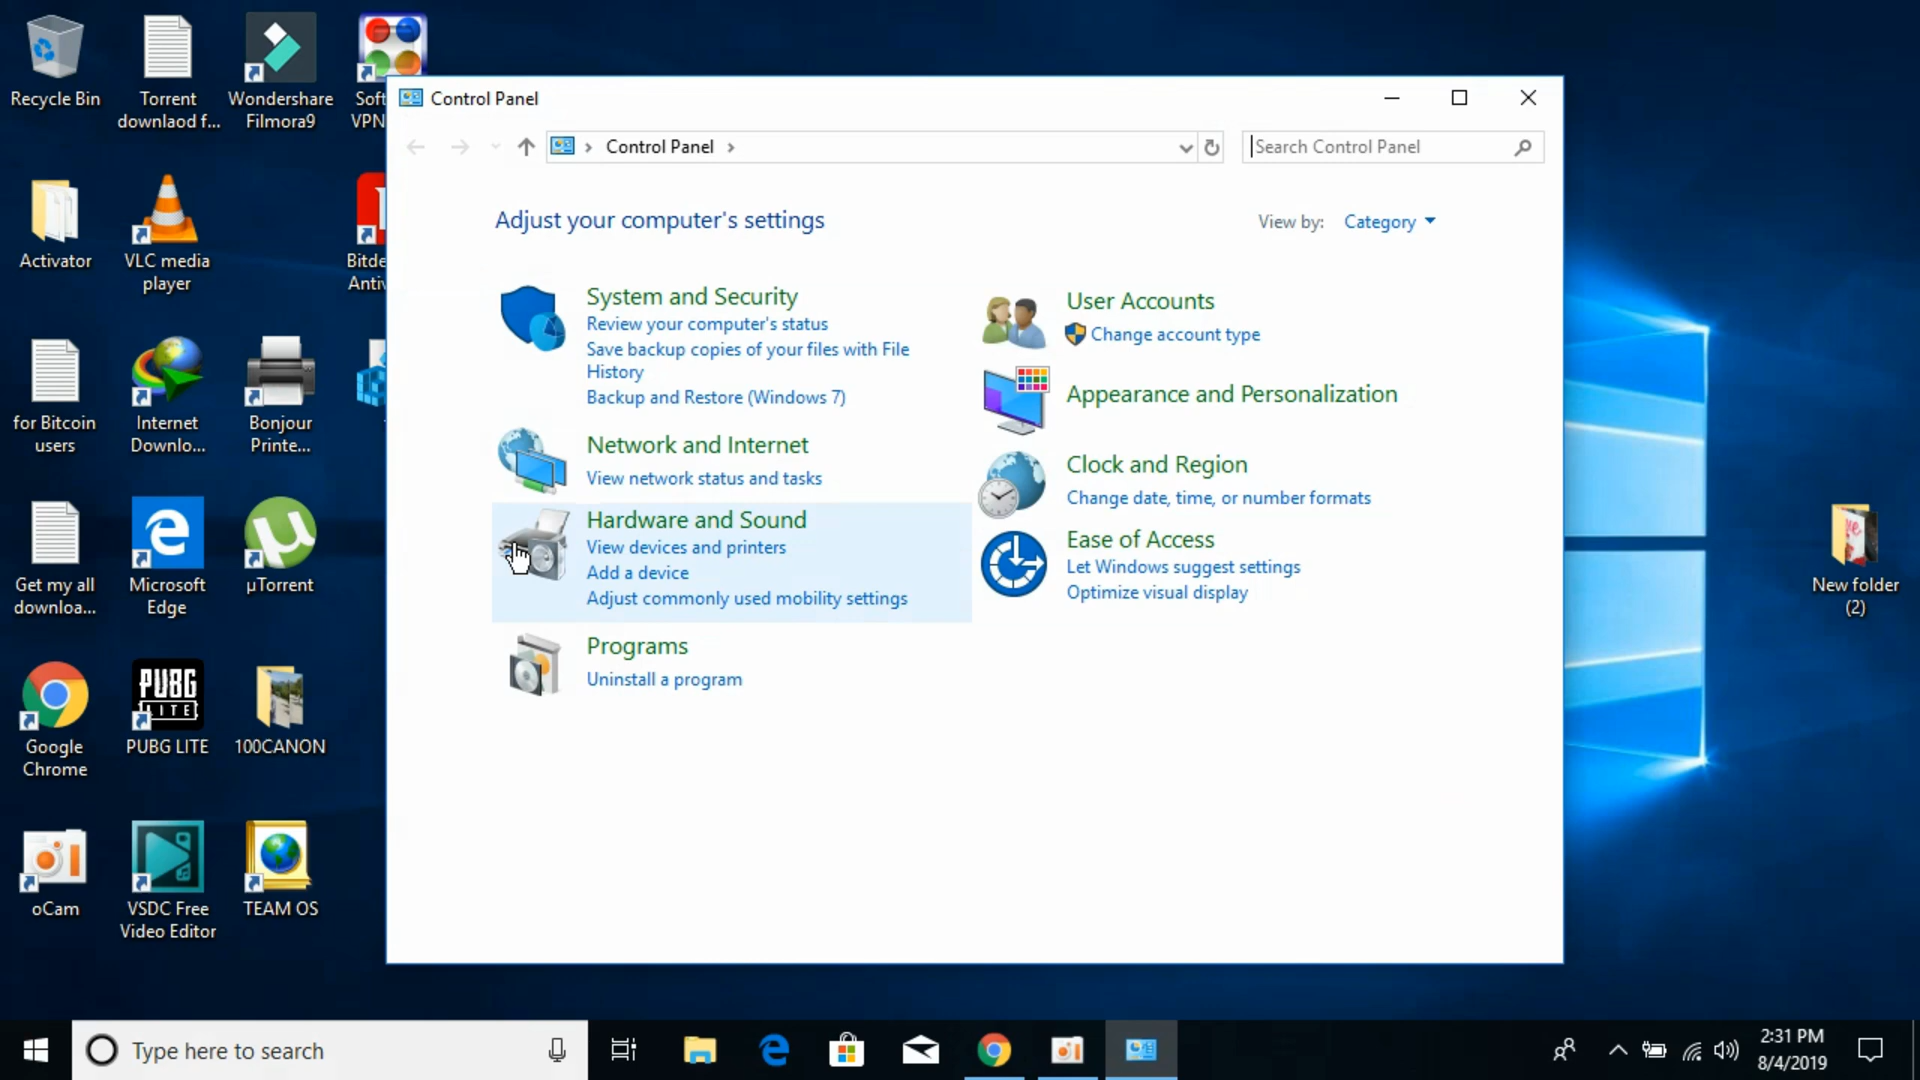 Recycle Bin
Torrent
downlaod f...
Wondershare
Filmora9
Soft
VPN
Activator
VLC media
player
Bitde
Antiv
for Bitcoin
users
Internet
Downlo...
Bonjour
Printe...
Get my all
downloa...
Microsoft
Edge
µTorrent
Google
Chrome
PUBG
LITE
PUBG LITE
100CANON
oCam
VSDC Free
Video Editor
TEAM OS
Control Panel
Control Panel
Search Control Panel
Adjust your computer's settings
View by: Category
System and Security
Review your computer's status
Save backup copies of your files with File
History
Backup and Restore (Windows 7)
Network and Internet
View network status and tasks
Hardware and Sound
View devices and printers
Add a device
Adjust commonly used mobility settings
Programs
Uninstall a program
User Accounts
Change account type
Appearance and Personalization
Clock and Region
Change date, time, or number formats
Ease of Access
Let Windows suggest settings
Optimize visual display
New folder
(2)
Type here to search
2:31 PM
8/4/2019